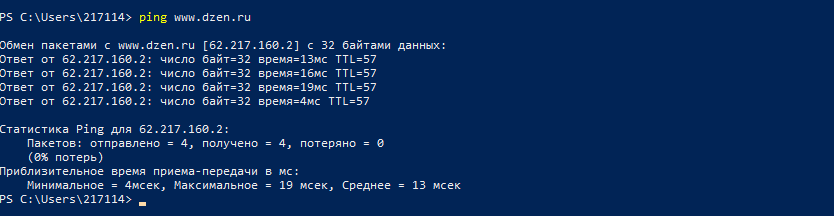 PS C:\Users\217114> ping www.dzen.ru
Обмен пакетами с www.dzen.ru [62.217.160.2] с 32 байтами данных:
Ответ от 62.217.160.2: число байт=32 время=13мс TTL=57
Ответ от 62.217.160.2: число байт=32 время=16мс TTL=57
Ответ от 62.217.160.2: число байт=32 время=19мс TTL=57
Ответ от 62.217.160.2: число байт=32 время=4мс TTL=57
Статистика Ping для 62.217.160.2:
    Пакетов: отправлено = 4, получено = 4, потеряно = 0
    (0% потерь)
Приблизительное время приема-передачи в мс:
    Минимальное = 4мсек, Максимальное = 19 мсек, Среднее = 13 мсек
PS C:\Users\217114>